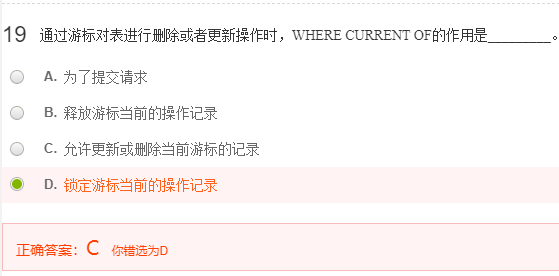 19 通过游标对表进行删除或者更新操作时，WHERE CURRENT OF的作用是_________。
A. 为了提交请求
B. 释放游标当前的操作记录
C. 允许更新或删除当前游标的记录
D. 锁定游标当前的操作记录
正确答案：C 你错选为D